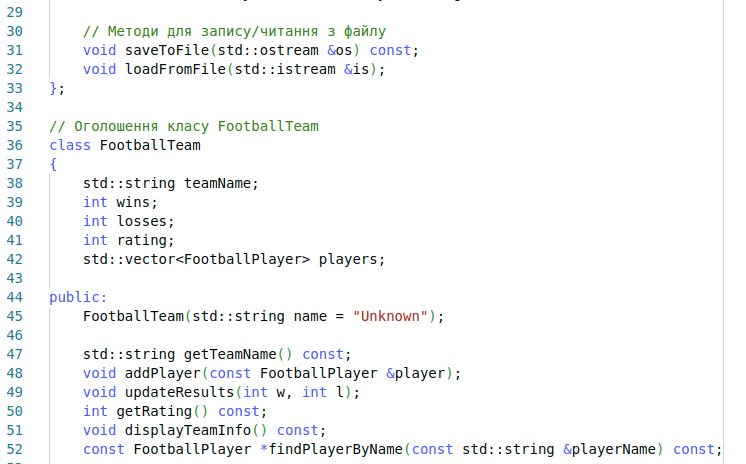 29
30     // Методи для запису/читання з файлу
31     void saveToFile(std::ostream &os) const;
32     void loadFromFile(std::istream &is);
33 };
34
35 // Оголошення класу FootballTeam
36 class FootballTeam
37 {
38     std::string teamName;
39     int wins;
40     int losses;
41     int rating;
42     std::vector<FootballPlayer> players;
43
44 public:
45     FootballTeam(std::string name = "Unknown");
46
47     std::string getTeamName() const;
48     void addPlayer(const FootballPlayer &player);
49     void updateResults(int w, int l);
50     int getRating() const;
51     void displayTeamInfo() const;
52     const FootballPlayer *findPlayerByName(const std::string &playerName) const;